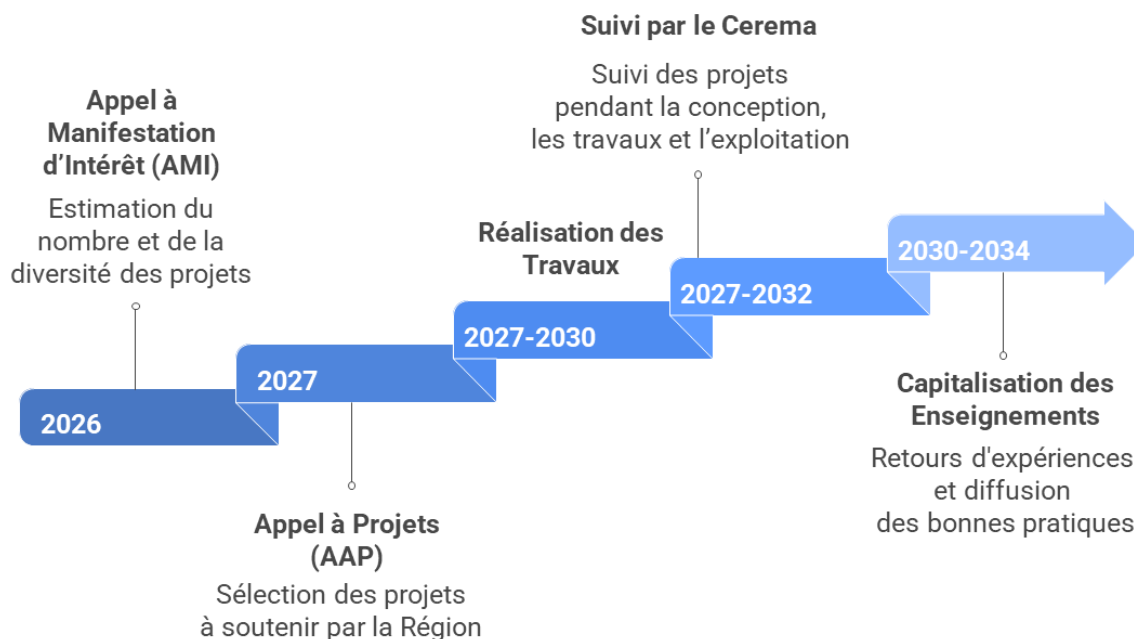 Appel à
Manifestation
d’Intérêt (AMI)
Estimation du
nombre et de la
diversité des projets
2026
2027
Appel à Projets
(AAP)
Sélection des projets
à soutenir par la Région
Réalisation des
Travaux
2027-2030
Suivi par le Cerema
Suivi des projets
pendant la conception,
les travaux et l’exploitation
2027-2032
2030-2034
Capitalisation des
Enseignements
Retours d'expériences
et diffusion
des bonnes pratiques